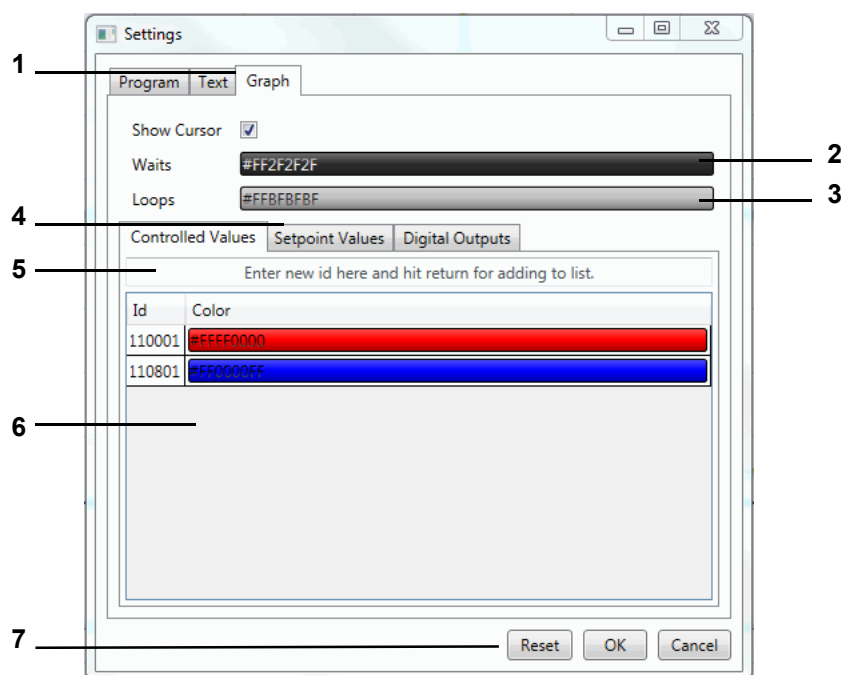 Settings
1
Program Text Graph
Show Cursor
Waits #FF2F2F2F 2
Loops #FFBFBFBF 3
4
Controlled Values Setpoint Values Digital Outputs
5 Enter new id here and hit return for adding to list.
Id Color
110001 #FFFF0000
110801 #FF0000FF
6
7 Reset OK Cancel